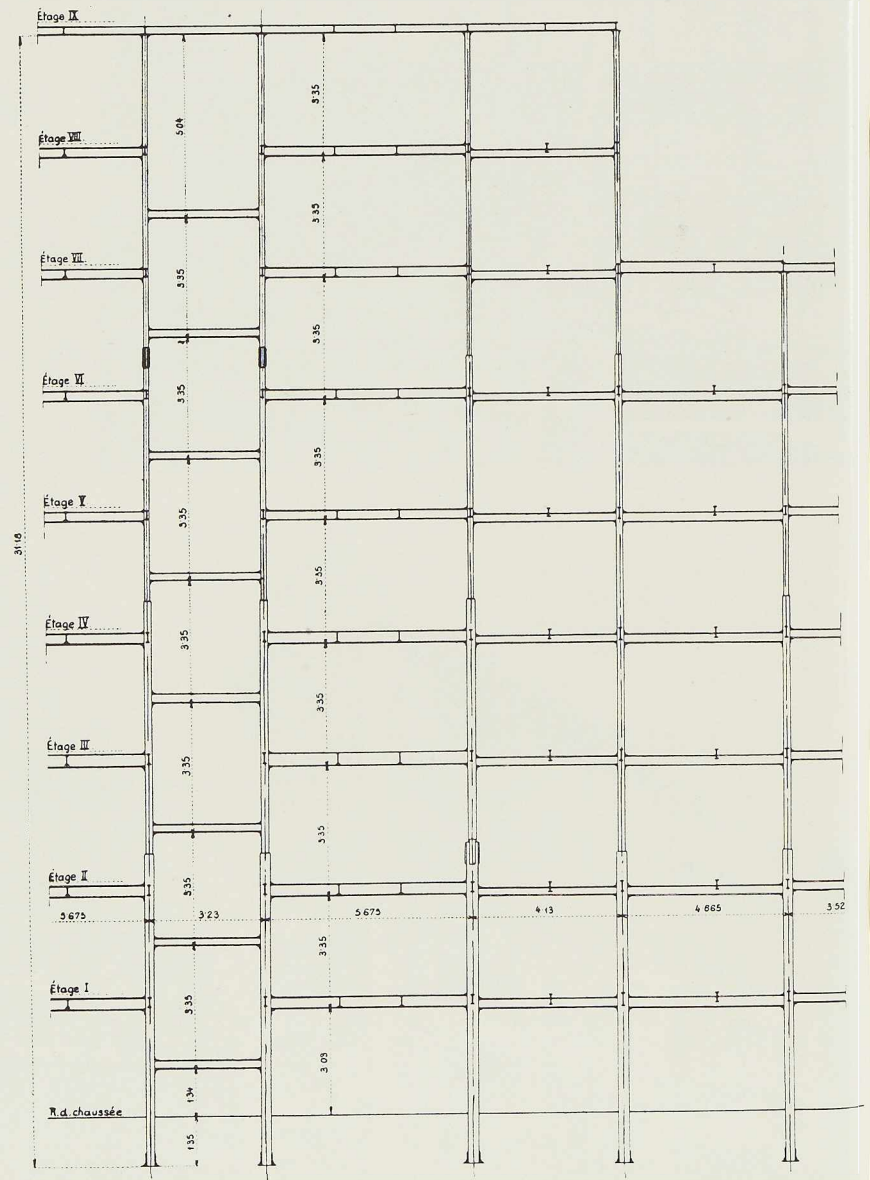 Étage IX
3·35
5·04
Étage VIII
3·35
Étage VII
3·35
3·35
Étage VI
3·35
3·35
Étage V
3·35
31·18
3·35
Étage IV
3·35
3·35
Étage III
3·35
3·35
Étage II
3·35
5·675
3·23
5·675
4·13
4·665
3·52
3·35
Étage I
3·35
3·09
1·34
R.d.chaussée
1·35